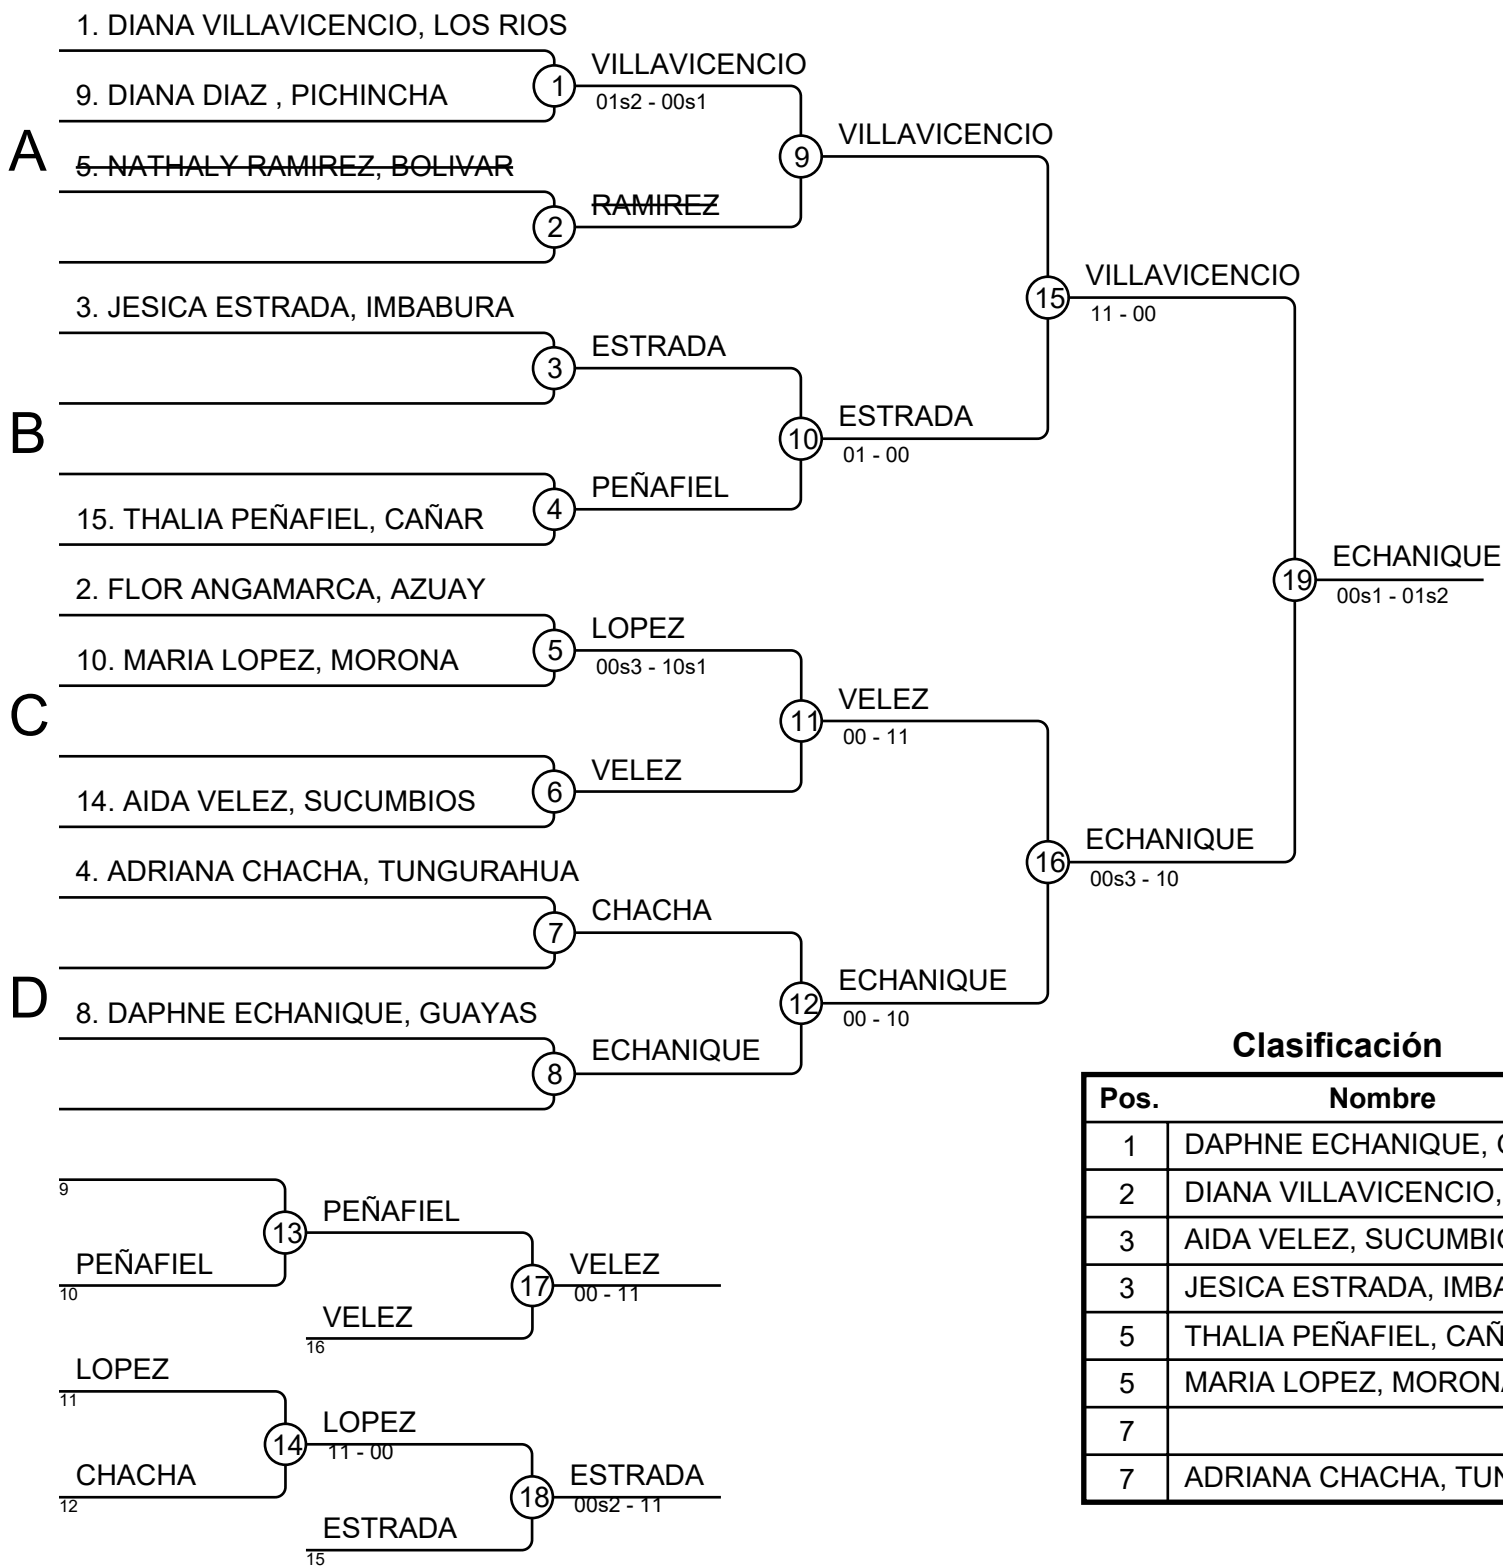 1. DIANA VILLAVICENCIO, LOS RIOS
9. DIANA DIAZ , PICHINCHA
1
VILLAVICENCIO
01s2 - 00s1
A
5. NATHALY RAMIREZ, BOLIVAR
2
RAMIREZ
9
VILLAVICENCIO
3. JESICA ESTRADA, IMBABURA
3
ESTRADA
B
15. THALIA PEÑAFIEL, CAÑAR
4
PEÑAFIEL
10
ESTRADA
01 - 00
15
VILLAVICENCIO
11 - 00
2. FLOR ANGAMARCA, AZUAY
10. MARIA LOPEZ, MORONA
5
LOPEZ
00s3 - 10s1
C
14. AIDA VELEZ, SUCUMBIOS
6
VELEZ
11
VELEZ
00 - 11
4. ADRIANA CHACHA, TUNGURAHUA
7
CHACHA
D
8. DAPHNE ECHANIQUE, GUAYAS
8
ECHANIQUE
12
ECHANIQUE
00 - 10
16
ECHANIQUE
00s3 - 10
19
ECHANIQUE
00s1 - 01s2
9
PEÑAFIEL
10
13
PEÑAFIEL
VELEZ
16
17
VELEZ
00 - 11
LOPEZ
11
CHACHA
12
14
LOPEZ
11 - 00
ESTRADA
15
18
ESTRADA
00s2 - 11
Clasificación
Pos. Nombre
1 DAPHNE ECHANIQUE,
2 DIANA VILLAVICENCIO,
3 AIDA VELEZ, SUCUMBIO
3 JESICA ESTRADA, IMBA
5 THALIA PEÑAFIEL, CAÑ
5 MARIA LOPEZ, MORONA
7
7 ADRIANA CHACHA, TUN